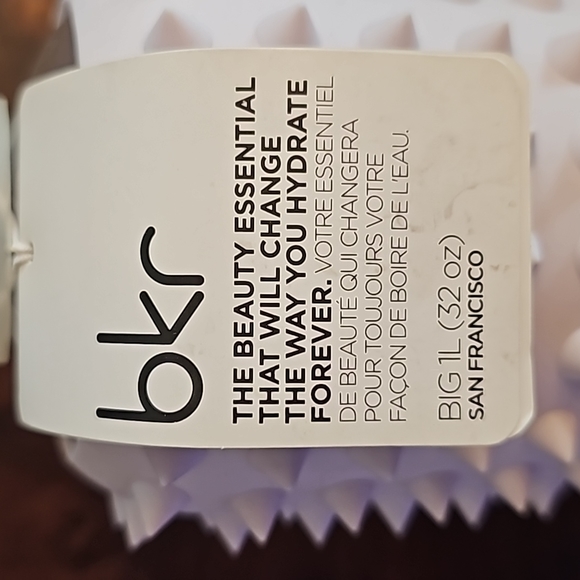 bkr
THE BEAUTY ESSENTIAL
THAT WILL CHANGE
THE WAY YOU HYDRATE
FOREVER. VOTRE ESSENTIEL
DE BEAUTÉ QUI CHANGERA
POUR TOUJOURS VOTRE
FAÇON DE BOIRE DE L'EAU.
BIG 1L (32 oz)
SAN FRANCISCO